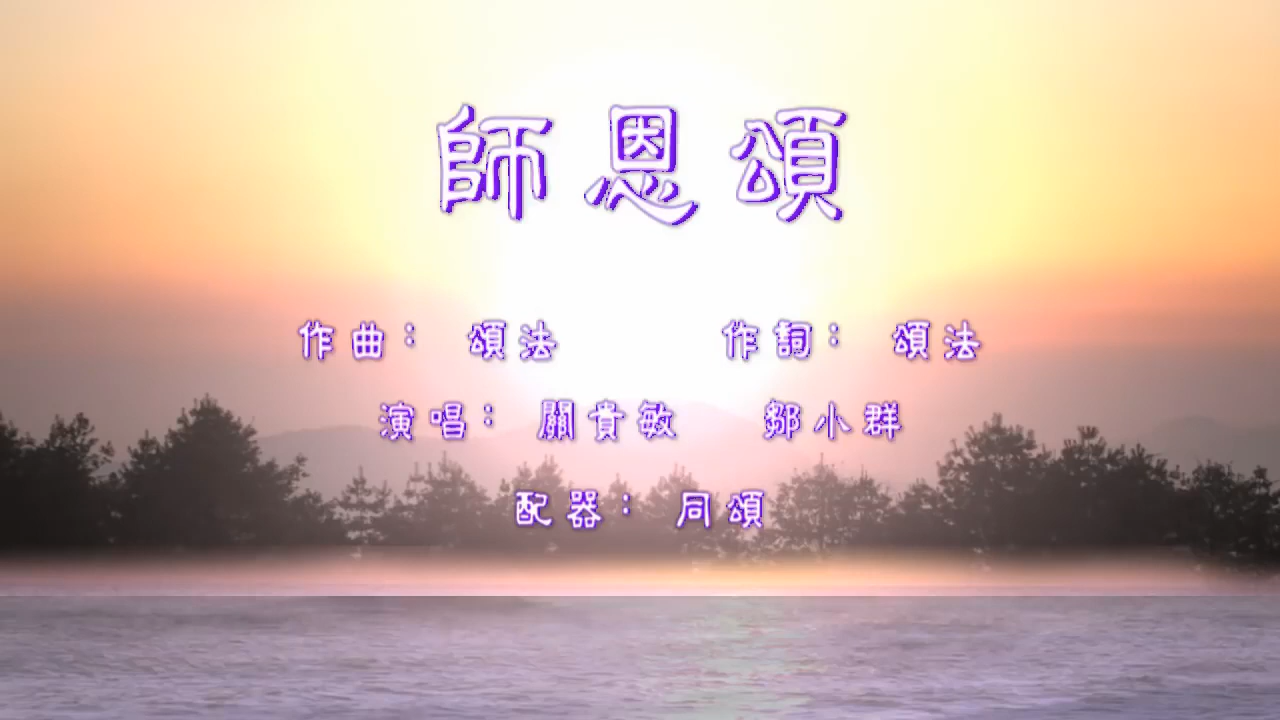 師恩頌
作曲： 頌法 作詞： 頌法
演唱： 關貴敏 鄒小群
配器： 同頌